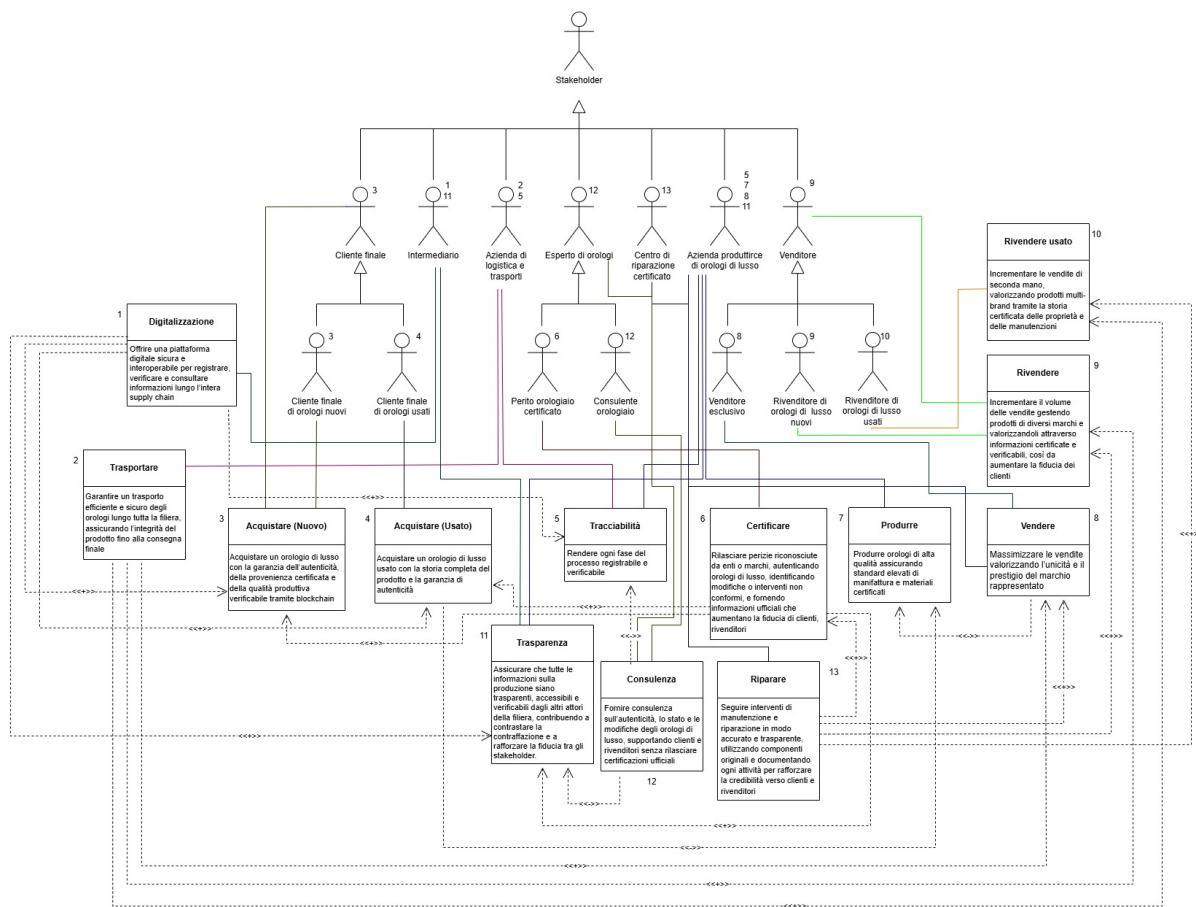 Stakeholder
3
1
11
2
5
12
13
5
7
8
11
9
Cliente finale
Intermediario
Azienda di
logistica e
trasporti
Esperto di orologi
Centro di
riparazione
certificato
Azienda produttirce
di orologi di lusso
Venditore
3
Cliente finale
di orologi nuovi
4
Cliente finale
di orologi usati
6
Perito orologiaio
certificato
12
Consulente
orologiaio
8
Venditore
esclusivo
9
Rivenditore di
orologi di lusso
nuovi
10
Rivenditore di
orologi di lusso
usati
10
Rivendere usato
Incrementare le vendite di
seconda mano,
valorizzando prodotti multi-
brand tramite la storia
certificata delle proprietà e
delle manutenzioni
1
Digitalizzazione
Offrire una piattaforma
digitale sicura e
interoperabile per registrare,
verificare e consultare
informazioni lungo l'intera
supply chain
9
Rivendere
Incrementare il volume
delle vendite gestendo
prodotti di diversi marchi e
valorizzandoli attraverso
informazioni certificate e
verificabili, così da
aumentare la fiducia dei
clienti
2
Trasportare
Garantire un trasporto
efficiente e sicuro degli
orologi lungo tutta la filiera,
assicurando l'integrità del
prodotto fino alla consegna
finale
3
Acquistare (Nuovo)
Acquistare un orologio di lusso
con la garanzia dell'autenticità,
della provenienza certificata e
della qualità produttiva
verificabile tramite blockchain
4
Acquistare (Usato)
Acquistare un orologio di lusso
usato con la storia completa del
prodotto e la garanzia di
autenticità
5
Tracciabilità
Rendere ogni fase del
processo registrabile e
verificabile
6
Certificare
Rilasciare perizie riconosciute
da enti o marchi, autenticando
orologi di lusso, identificando
modifiche o interventi non
conformi, e fornendo
informazioni ufficiali che
aumentano la fiducia di clienti,
rivenditori
7
Produrre
Produrre orologi di alta
qualità assicurando
standard elevati di
manifattura e materiali
certificati
8
Vendere
Massimizzare le vendite
valorizzando l'unicità e il
prestigio del marchio
rappresentato
11
Trasparenza
Assicurare che tutte le
informazioni sulla
produzione siano
trasparenti, accessibili e
verificabili dagli altri attori
della filiera, contribuendo a
contrastare la
contraffazione e a
rafforzare la fiducia tra gli
stakeholder.
12
Consulenza
Fornire consulenza
sull'autenticità, lo stato e le
modifiche degli orologi di
lusso, supportando clienti e
rivenditori senza rilasciare
certificazioni ufficiali
13
Riparare
Seguire interventi di
manutenzione e
riparazione in modo
accurato e trasparente,
utilizzando componenti
originali e documentando
ogni attività per rafforzare
la credibilità verso clienti e
rivenditori